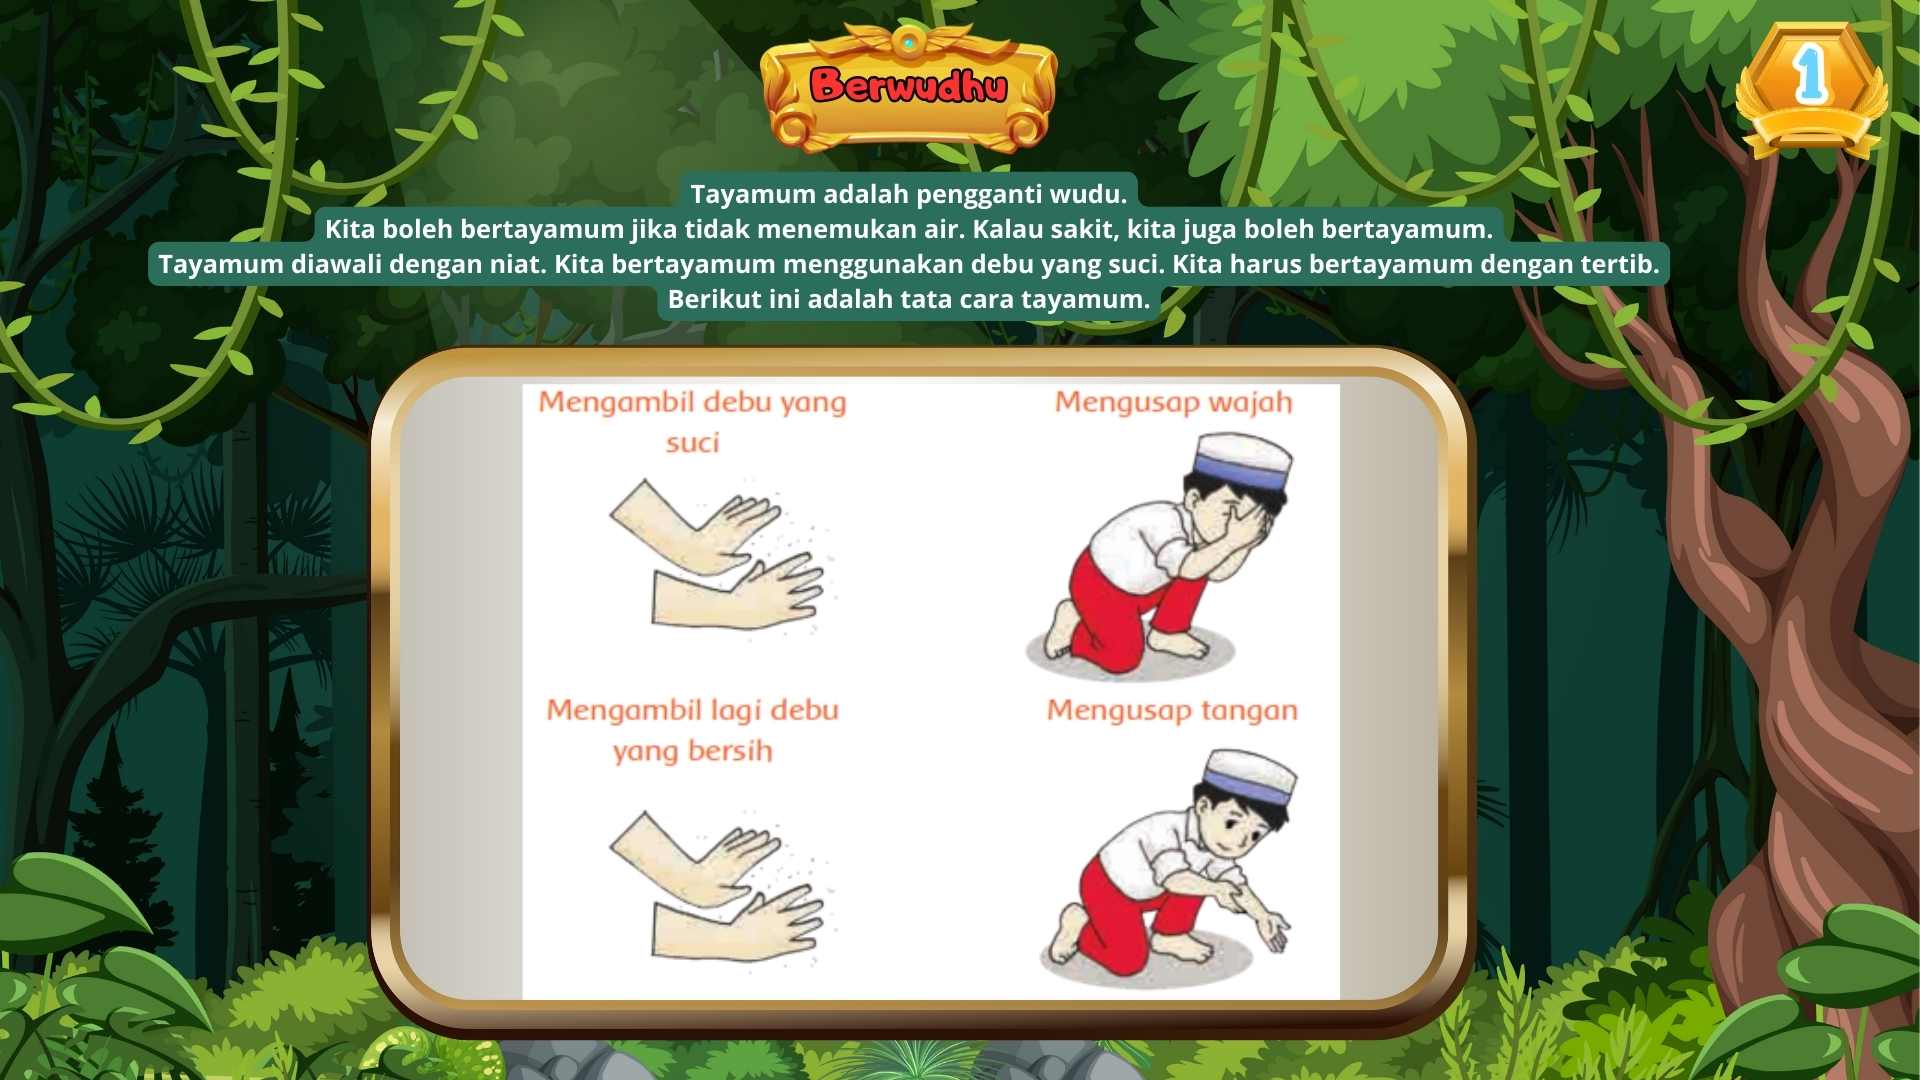 Berwudhu
1
Tayamum adalah pengganti wudu.
Kita boleh bertayamum jika tidak menemukan air. Kalau sakit, kita juga boleh bertayamum.
Tayamum diawali dengan niat. Kita bertayamum menggunakan debu yang suci. Kita harus bertayamum dengan tertib.
Berikut ini adalah tata cara tayamum.
Mengambil debu yang
suci
Mengusap wajah
Mengambil lagi debu
yang bersih
Mengusap tangan